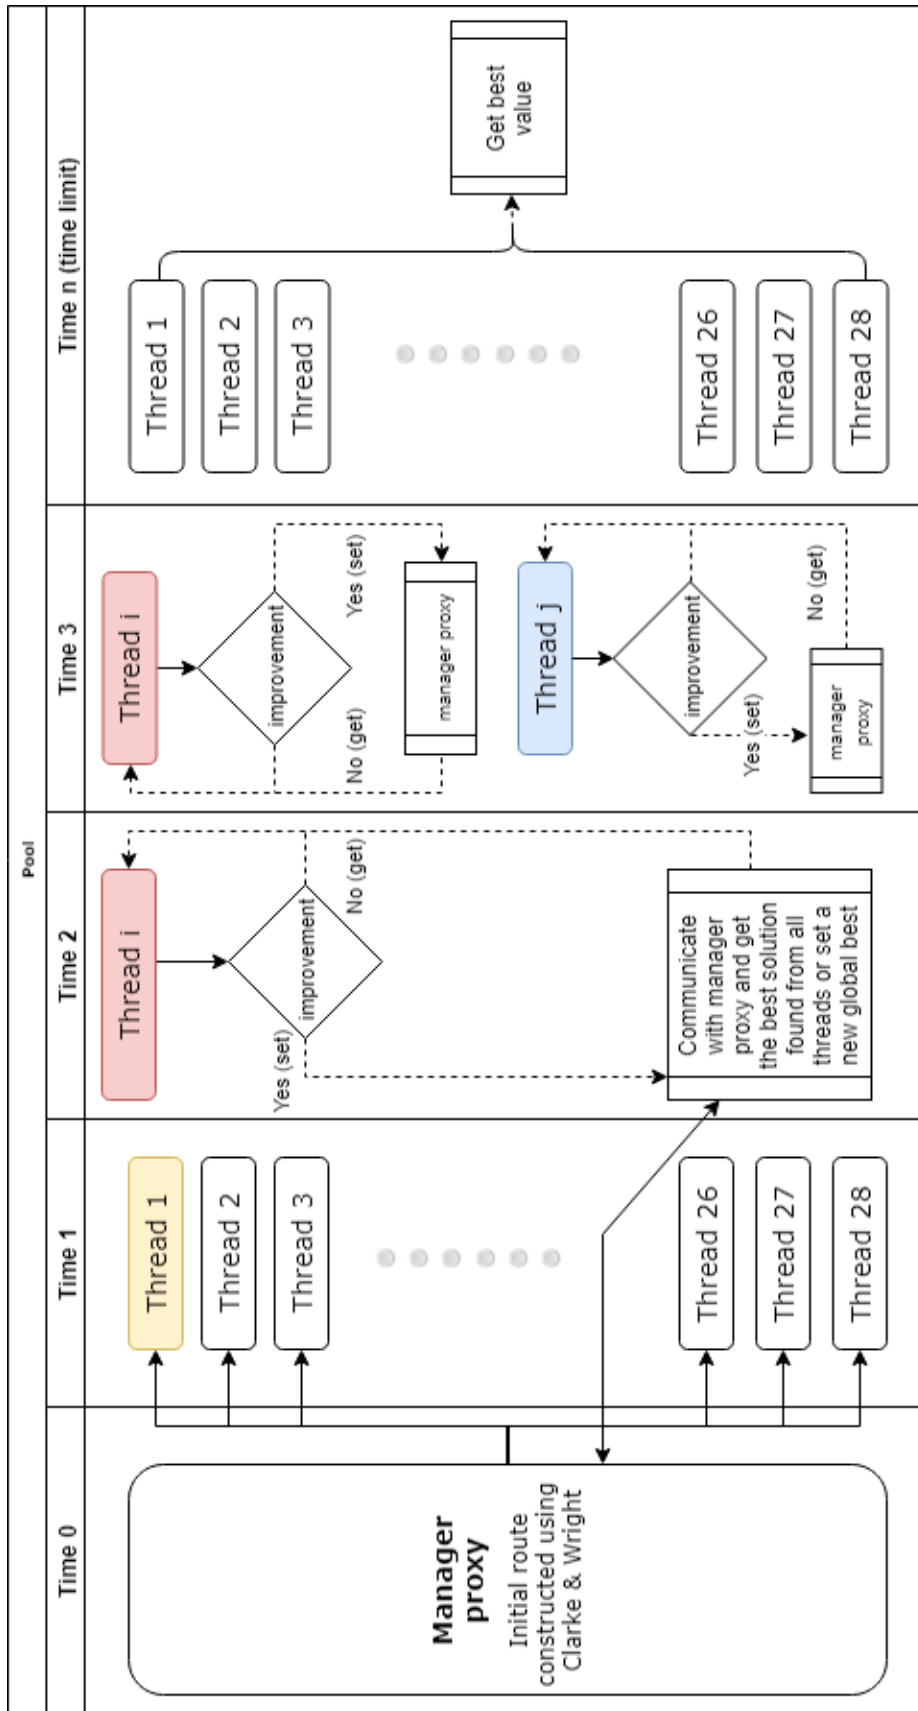 Pool
Time 0
Time 1
Time 2
Time 3
Time n (time limit)
Manager
proxy
Initial route
constructed using
Clarke & Wright
Thread 1
Thread 2
Thread 3
Thread 26
Thread 27
Thread 28
Thread i
improvement
Yes (set)
No (get)
Communicate
with manager
proxy and get
the best solution
found from all
threads or set a
new global best
Thread i
improvement
No (get)
Yes (set)
manager proxy
Thread j
improvement
Yes (set)
No (get)
manager
proxy
Thread 1
Thread 2
Thread 3
Thread 26
Thread 27
Thread 28
Get best
value